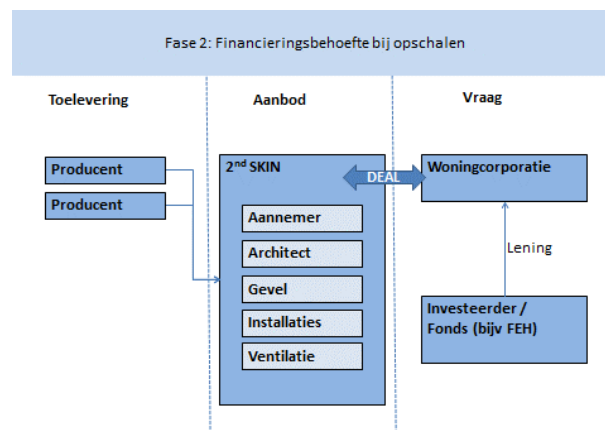 Fase 2: Financieringsbehoefte bij opschalen
Toelevering
Aanbod
Vraag
Producent
Producent
2nd SKIN
Aannemer
Architect
Gevel
Installaties
Ventilatie
DEAL
Woningcorporatie
Lening
Investeerder /
Fonds (bijv FEH)